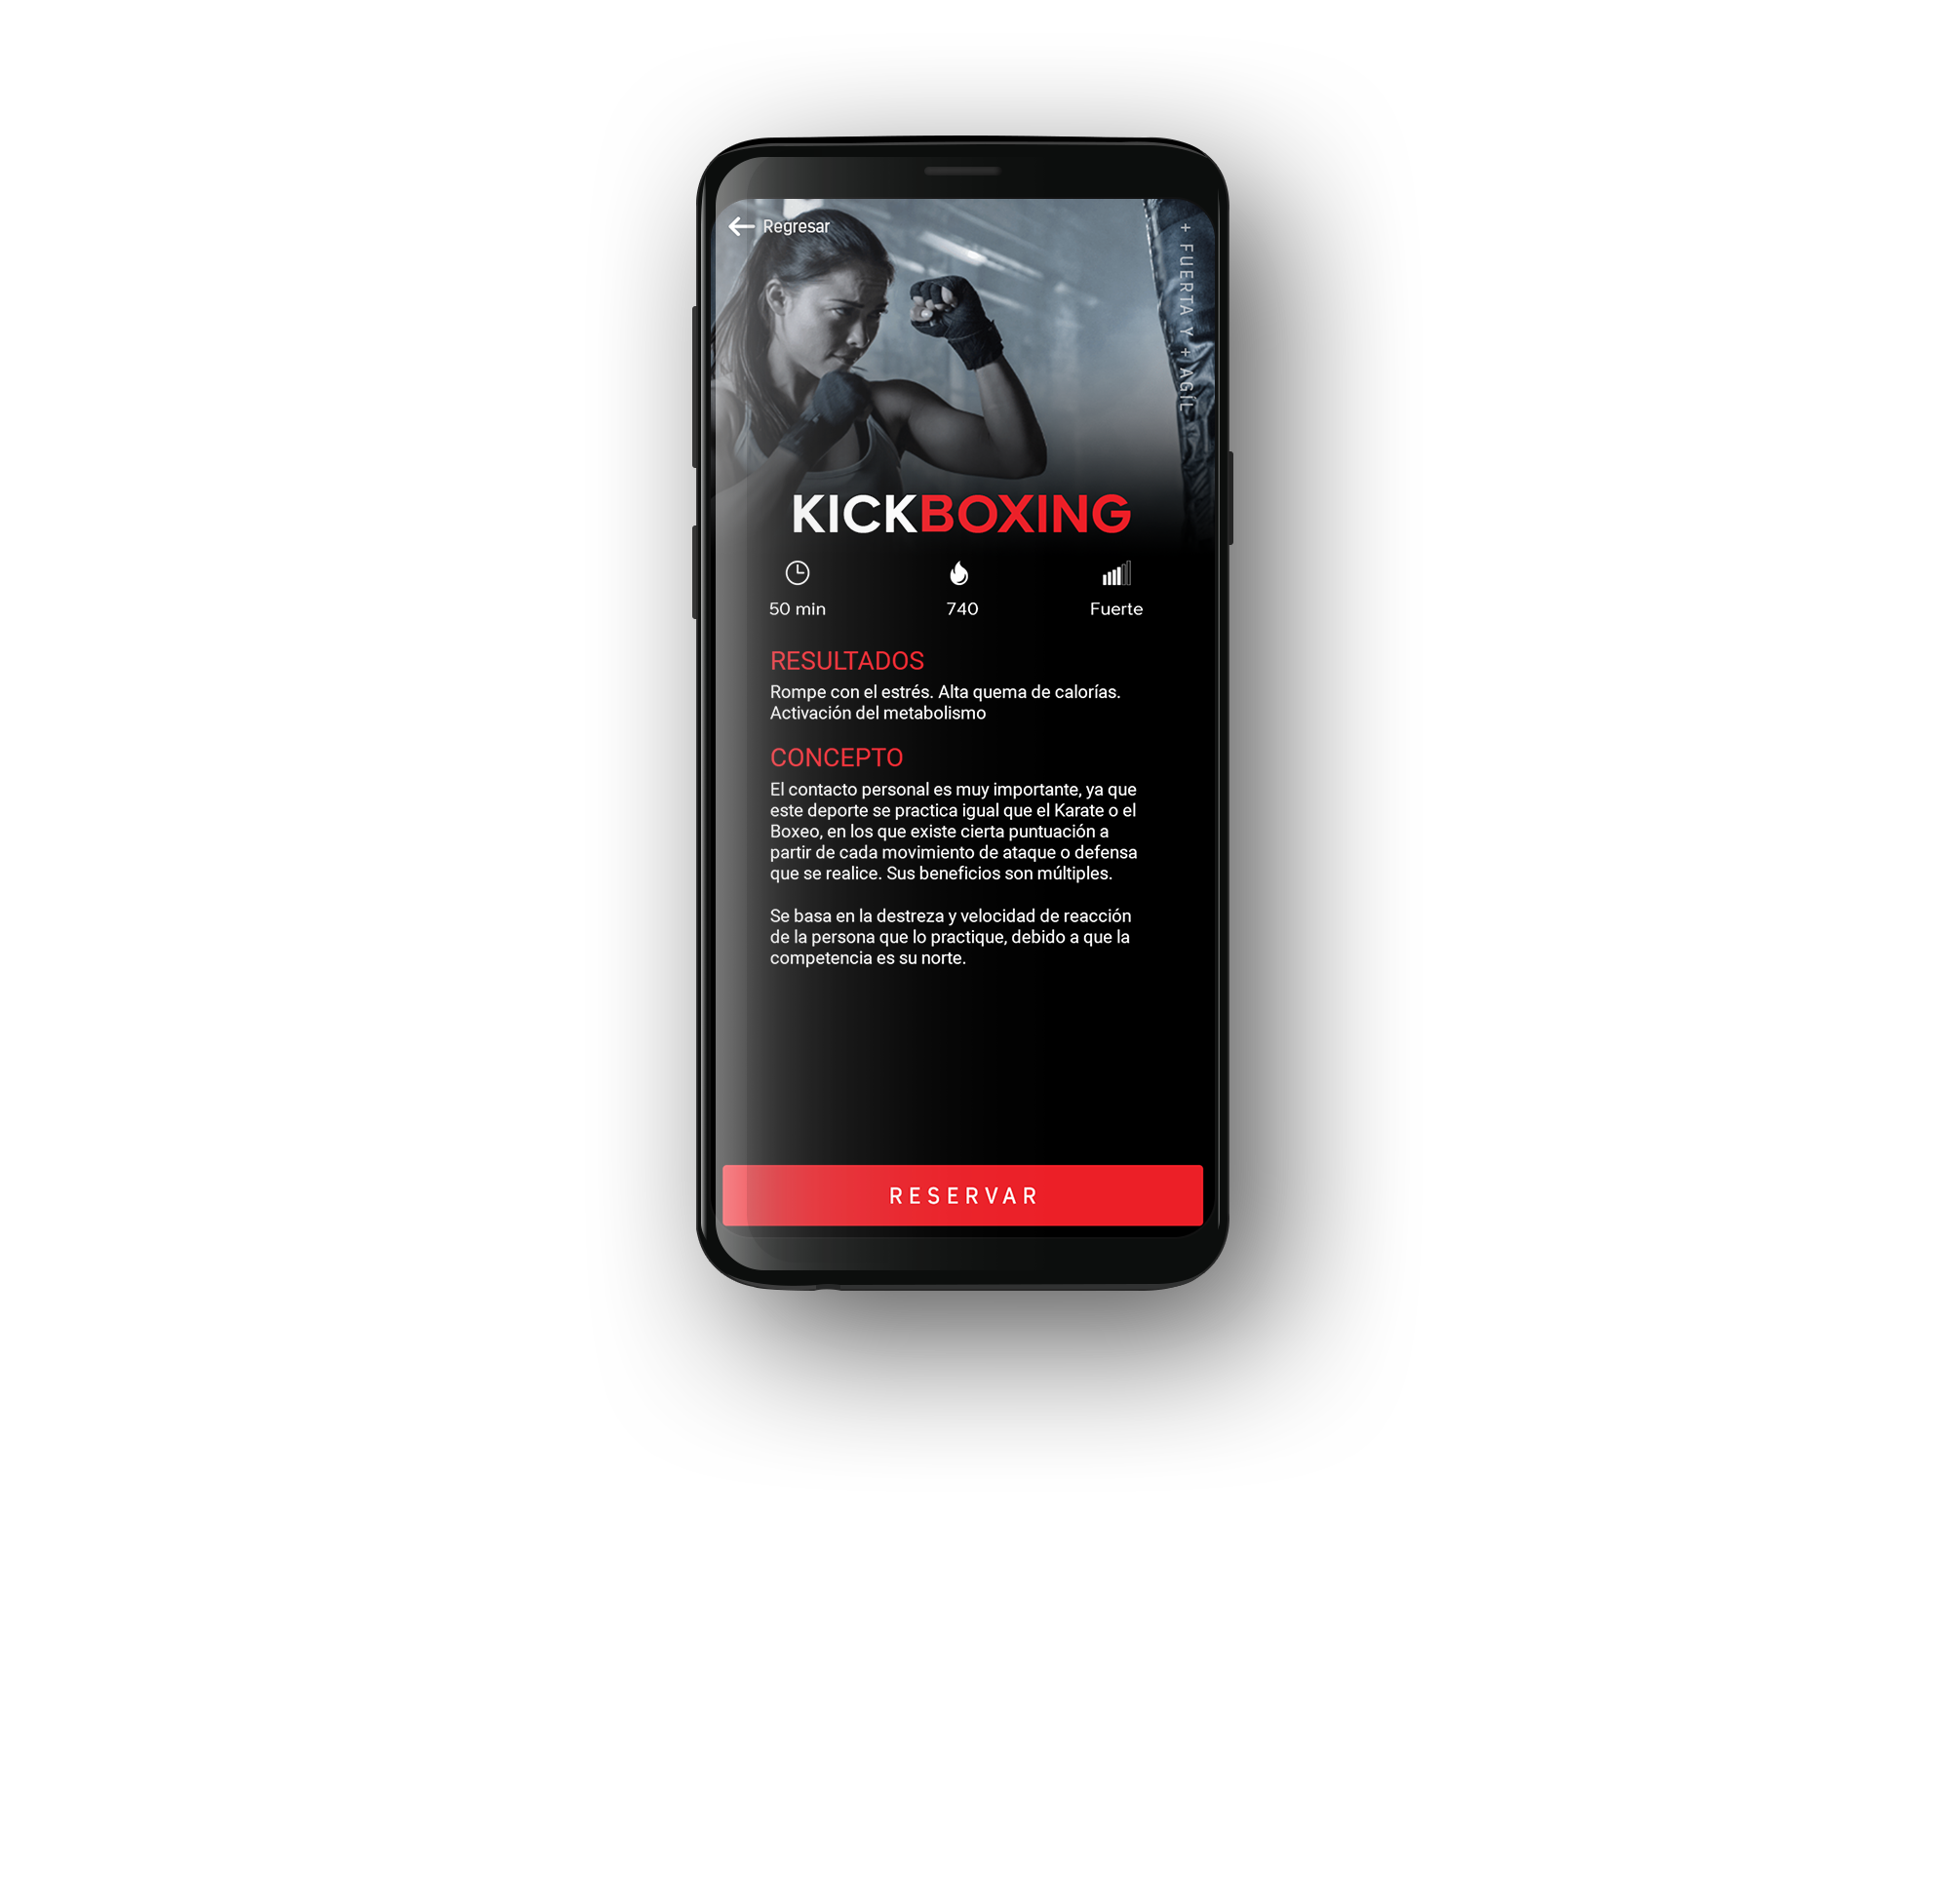 Regresar
+ FUERTA Y + AGÍL
KICKBOXING
50 min
740
Fuerte
RESULTADOS
Rompe con el estrés. Alta quema de calorías.
Activación del metabolismo
CONCEPTO
El contacto personal es muy importante, ya que
este deporte se practica igual que el Karate o el
Boxeo, en los que existe cierta puntuación a
partir de cada movimiento de ataque o defensa
que se realice. Sus beneficios son múltiples.
Se basa en la destreza y velocidad de reacción
de la persona que lo practique, debido a que la
competencia es su norte.
RESERVAR